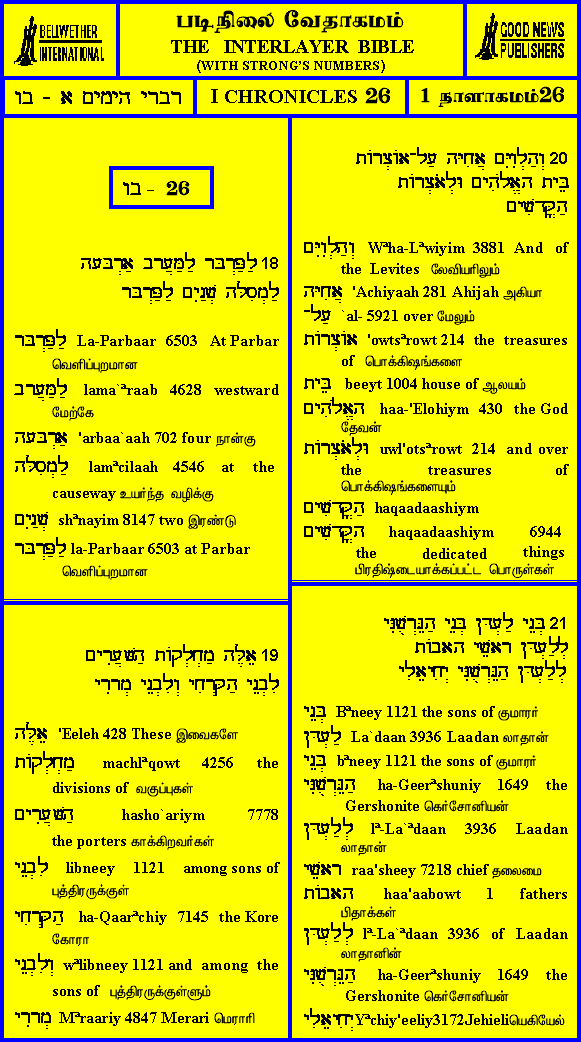 BELLWETHER
INTERNATIONAL
படிநிலை வேதாகமம்
THE INTERLAYER BIBLE
(WITH STRONG'S NUMBERS)
GOOD NEWS
PUBLISHERS
דברי הימים א - כו
I CHRONICLES 26
1 நாளாகமம்26
כו - 26
18 לַפַּרְבָּר לַמַּעֲרָב אַרְבָּעָה
לַמְסִלָּה שְׁנַיִם לַפַּרְבָּר
לַפַּרְבָּר La-Parbaar 6503 At Parbar
வெளிப்புறமான
לַמַּעֲרָב lama`ªraab 4628 westward
மேற்கே
אַרְבָּעָה 'arbaa`aah 702 four நான்கு
לַמְסִלָּה lamªcilaah 4546 at the
causeway உயர்ந்த வழிக்கு
שְׁנַיִם shªnayim 8147 two இரண்டு
לַפַּרְבָּר la-Parbaar 6503 at Parbar
வெளிப்புறமான
19 אֵלֶּה מַחְלְקוֹת הַשֹּׁעֲרִים
לִבְנֵי הַקָּרְחִי וְלִבְנֵי מְרָרִי
אֵלֶּה 'Eeleh 428 These இவைகளே
מַחְלְקוֹת machlªqowt 4256 the
divisions of வகுப்புகள்
הַשֹּׁעֲרִים hasho`ariym 7778
the porters காக்கிறவர்கள்
לִבְנֵי libneey 1121 among sons of
புத்திரருக்குள்
הַקָּרְחִי ha-Qaarªchiy 7145 the Kore
கோரா
וְלִבְנֵי wªlibneey 1121 and among the
sons of புத்திரருக்குள்ளும்
מְרָרִי Mªraariy 4847 Merari மெராரி
20 וְהַלְוִיִּם אֲחִיָּה עַל־אוֹצְרוֹת
בֵּית הָאֱלֹהִים וּלְאֹצְרוֹת
הַקֳּדָשִׁים
וְהַלְוִיִּם Wªha-Lªwiyim 3881 And of
the Levites லேவியரிலும்
אֲחִיָּה 'Achiyaah 281 Ahijah அகியா
עַל־ `al- 5921 over மேலும்
אוֹצְרוֹת 'owtsªrowt 214 the treasures
of பொக்கிஷங்களை
בֵּית beeyt 1004 house of ஆலயம்
הָאֱלֹהִים haa-'Elohiym 430 the God
தேவன்
וּלְאֹצְרוֹת uwl'otsªrowt 214 and over
the treasures of
பொக்கிஷங்களையும்
הַקֳּדָשִׁים haqaadaashiym
הַקֳּדָשִׁים haqaadaashiym 6944
the dedicated things
பிரதிஷ்டையாக்கப்பட்ட பொருள்கள்
21 בְּנֵי לַעְדָּן בְּנֵי הַגֵּרְשֻׁנִּי
לְלַעְדָּן רָאשֵׁי הָאָבוֹת
לְלַעְדָּן הַגֵּרְשֻׁנִּי יְחִיאֵלִי
בְּנֵי Bªneey 1121 the sons of குமாரர்
לַעְדָּן La`daan 3936 Laadan லாதான்
בְּנֵי bªneey 1121 the sons of குமாரர்
הַגֵּרְשֻׁנִּי ha-Geerªshuniy 1649 the
Gershonite கெர்சோனியன்
לְלַעְדָּן lª-La`ªdaan 3936 Laadan
லாதான்
רָאשֵׁי raa'sheey 7218 chief தலைமை
הָאָבוֹת haa'aabowt 1 fathers
பிதாக்கள்
לְלַעְדָּן lª-La`ªdaan 3936 of Laadan
லாதானின்
הַגֵּרְשֻׁנִּי ha-Geerªshuniy 1649 the
Gershonite கெர்சோனியன்
יְחִיאֵלִי Yªchiy'eeliy3172Jehieliயெகியேல்